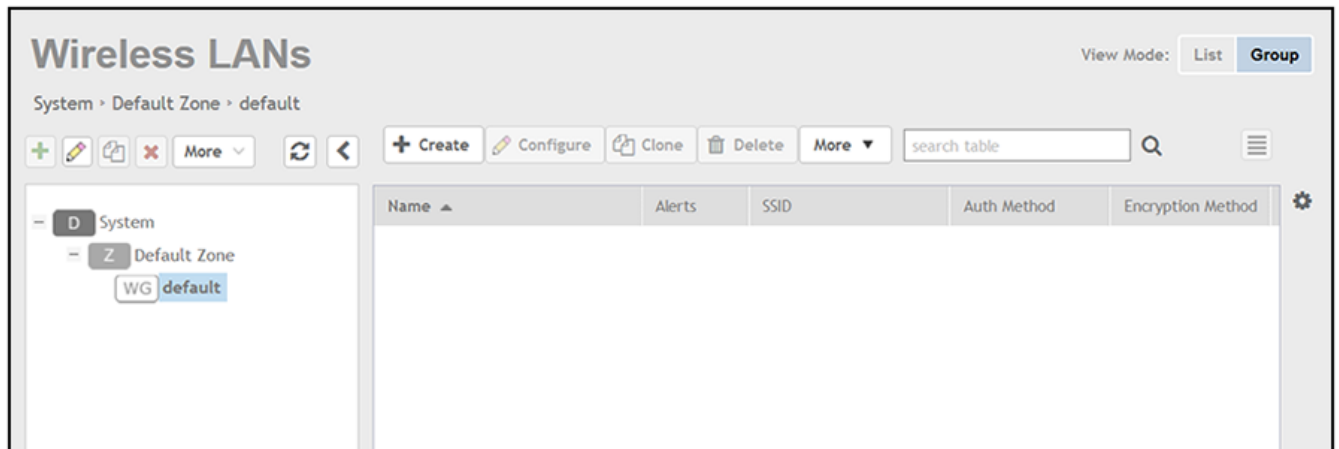 Wireless LANs
View Mode: List Group
System › Default Zone › default
More
Create Configure Clone Delete More ▼ search table
Name ▲ Alerts SSID Auth Method Encryption Method
D System
Z Default Zone
WG default